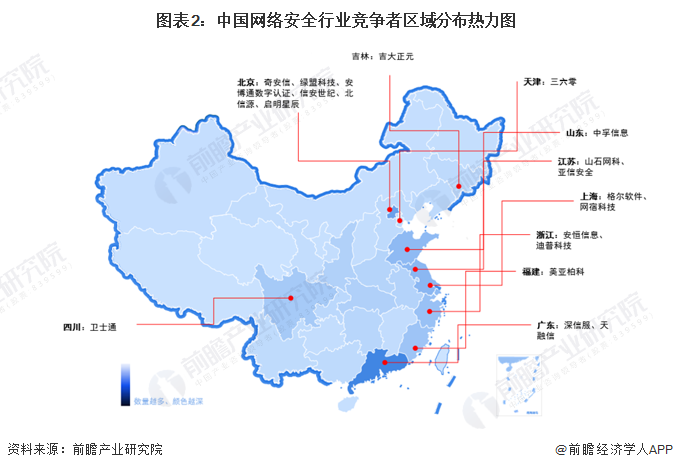 图表2：中国网络安全行业竞争者区域分布热力图
吉林：吉大正元
北京：奇安信、绿盟科技、安
博通数字认证、信安世纪、北
信源、启明星辰
天津：三六零
山东：中孚信息
江苏：山石网科、
亚信安全
上海：格尔软件、
网宿科技
浙江：安恒信息、
迪普科技
福建：美亚柏科
广东：深信服、天
融信
四川：卫士通
数量越多、颜色越深
前瞻产业研究院
资料来源：前瞻产业研究院
@前瞻经济学人APP